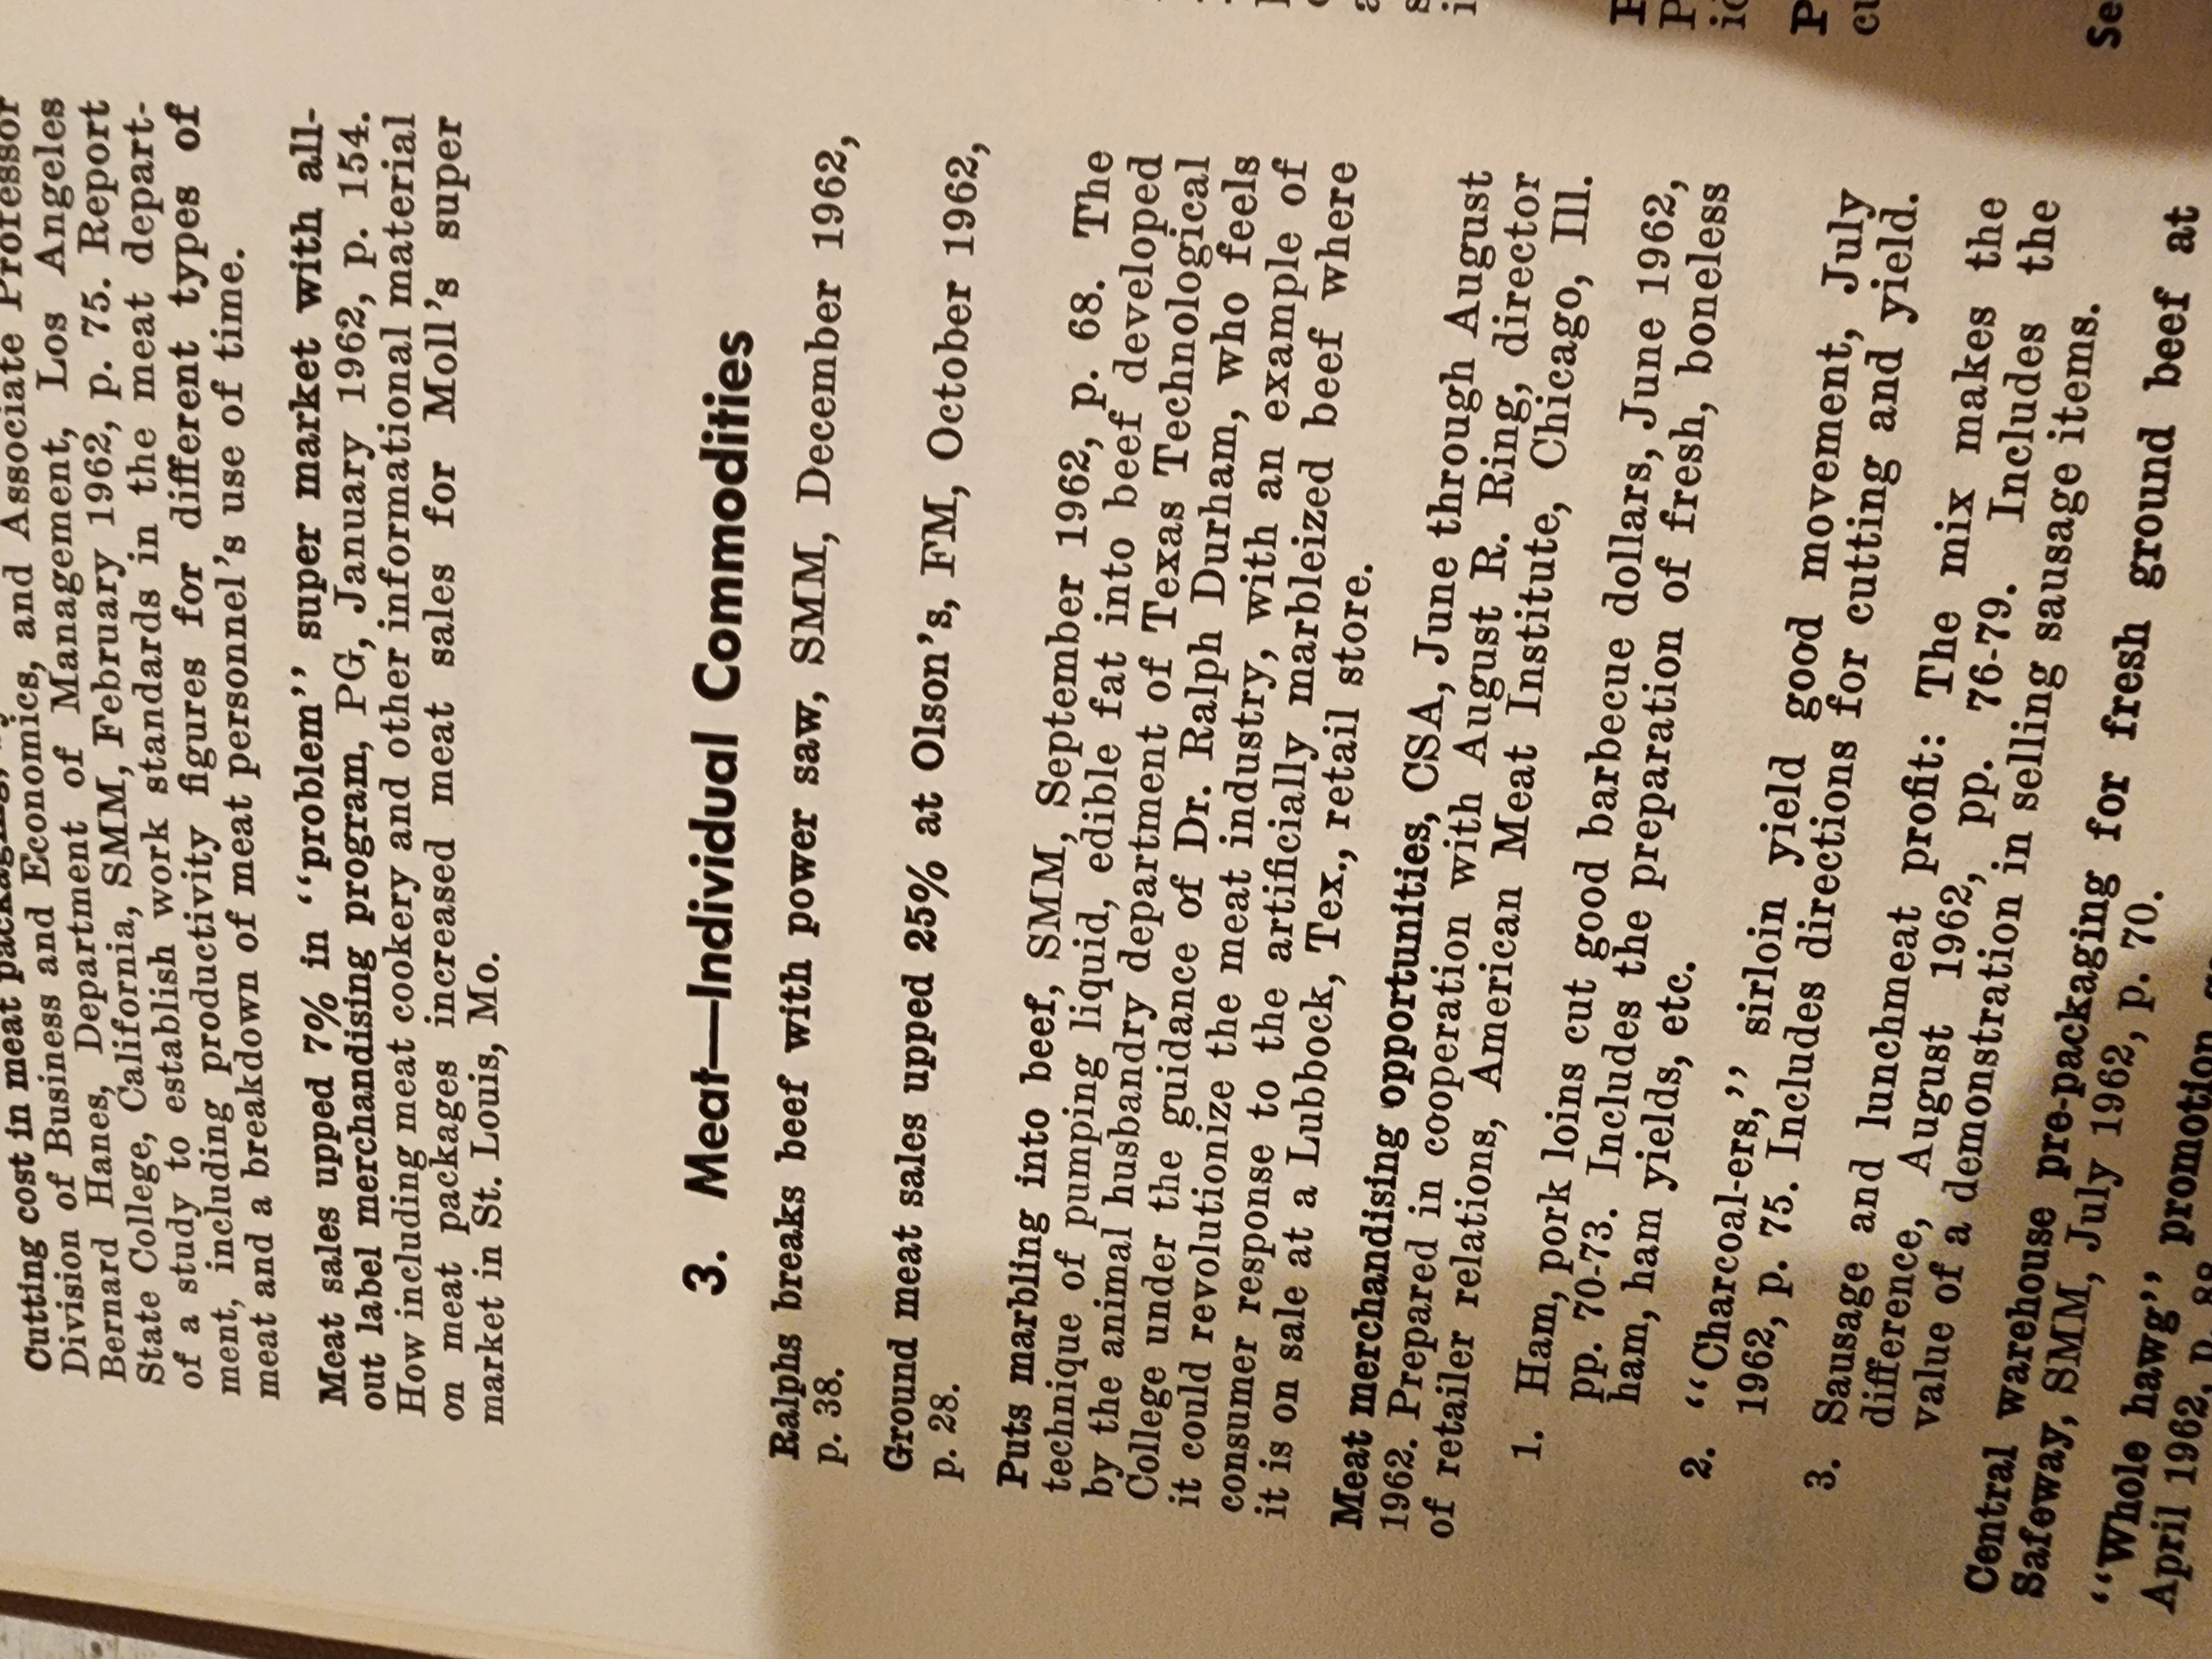 Cutting cost in meat packaging,
Division of Business and Economics, and Associate Professor
Bernard Hanes, Department of Management, Los Angeles
State College, California, SMM, February 1962, p. 75. Report
of a study to establish work standards in the meat depart-
ment, including productivity figures for different types of
meat and a breakdown of meat personnel's use of time.
Meat sales upped 7% in "problem" super market with all-
out label merchandising program, PG, January 1962, p. 154.
How including meat cookery and other informational material
on meat packages increased meat sales for Moll's super
market in St. Louis, Mo.
3. Meat—Individual Commodities
Ralphs breaks beef with power saw, SMM, December 1962,
p. 38.
Ground meat sales upped 25% at Olson's, FM, October 1962,
p. 28.
Puts marbling into beef, SMM, September 1962, p. 68. The
technique of pumping liquid, edible fat into beef developed
by the animal husbandry department of Texas Technological
College under the guidance of Dr. Ralph Durham, who feels
it could revolutionize the meat industry, with an example of
consumer response to the artificially marbleized beef where
it is on sale at a Lubbock, Tex., retail store.
Meat merchandising opportunities, CSA, June through August
1962. Prepared in cooperation with August R. Ring, director
of retailer relations, American Meat Institute, Chicago, Ill.
1. Ham, pork loins cut good barbecue dollars, June 1962,
pp. 70-73. Includes the preparation of fresh, boneless
ham, ham yields, etc.
2. "Charcoal-ers," sirloin yield good movement, July
1962, p. 75. Includes directions for cutting and yield.
3. Sausage and lunchmeat profit: The mix makes the
difference, August 1962, pp. 76-79. Includes the
value of a demonstration in selling sausage items.
Central warehouse pre-packaging for fresh ground beef at
Safeway, SMM, July 1962, p. 70.
"Whole hawg" promotion
April 1962, p. 88
Se